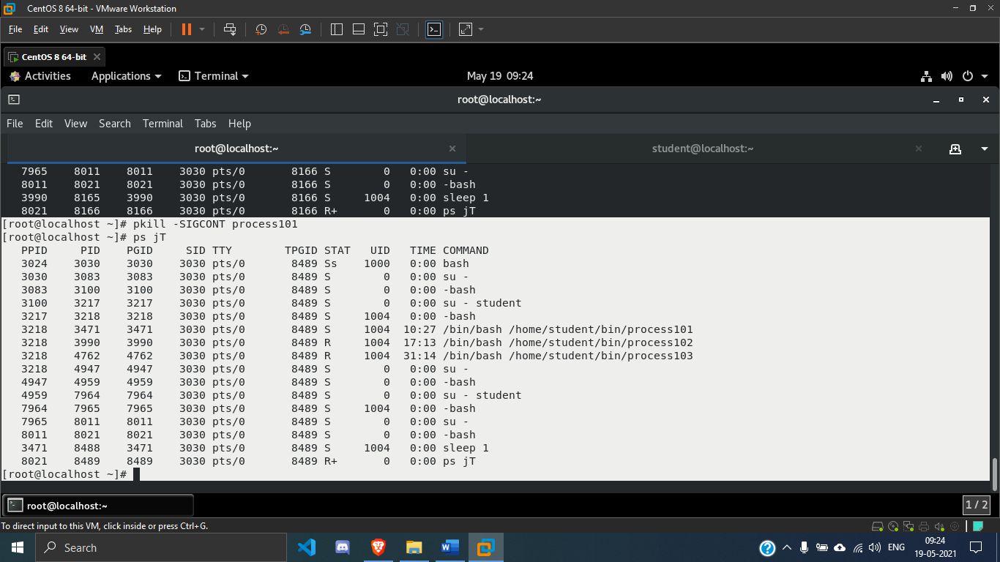 CentOS 8 64-bit - VMware Workstation
File Edit View VM Tabs Help
CentOS 8 64-bit
Activities Applications Terminal May 19 09:24
root@localhost:~
File Edit View Search Terminal Tabs Help
root@localhost:~ student@localhost:~
7965 8011 8011 3030 pts/0 8166 S 0 0:00 su -
8011 8021 8021 3030 pts/0 8166 S 0 0:00 -bash
3990 8165 3990 3030 pts/0 8166 S 1004 0:00 sleep 1
8021 8166 8166 3030 pts/0 8166 R+ 0 0:00 ps jT
[root@localhost ~]# pkill -SIGCONT process101
[root@localhost ~]# ps jT
PPID PID PGID SID TTY TPGID STAT UID TIME COMMAND
3024 3030 3030 3030 pts/0 8489 Ss 1000 0:00 bash
3030 3083 3083 3030 pts/0 8489 S 0 0:00 su -
3083 3100 3100 3030 pts/0 8489 S 0 0:00 -bash
3100 3217 3217 3030 pts/0 8489 S 0 0:00 su - student
3217 3218 3218 3030 pts/0 8489 S 1004 0:00 -bash
3218 3471 3471 3030 pts/0 8489 S 1004 10:27 /bin/bash /home/student/bin/process101
3218 3990 3990 3030 pts/0 8489 R 1004 17:13 /bin/bash /home/student/bin/process102
3218 4762 4762 3030 pts/0 8489 R 1004 31:14 /bin/bash /home/student/bin/process103
3218 4947 4947 3030 pts/0 8489 S 0 0:00 su -
4947 4959 4959 3030 pts/0 8489 S 0 0:00 -bash
4959 7964 7964 3030 pts/0 8489 S 0 0:00 su - student
7964 7965 7965 3030 pts/0 8489 S 1004 0:00 -bash
7965 8011 8011 3030 pts/0 8489 S 0 0:00 su -
8011 8021 8021 3030 pts/0 8489 S 0 0:00 -bash
3471 8488 3471 3030 pts/0 8489 S 1004 0:00 sleep 1
8021 8489 8489 3030 pts/0 8489 R+ 0 0:00 ps jT
[root@localhost ~]#
root@localhost:~ 1 / 2
To direct input to this VM, click inside or press Ctrl+G.
Search ENG 09:24
19-05-2021